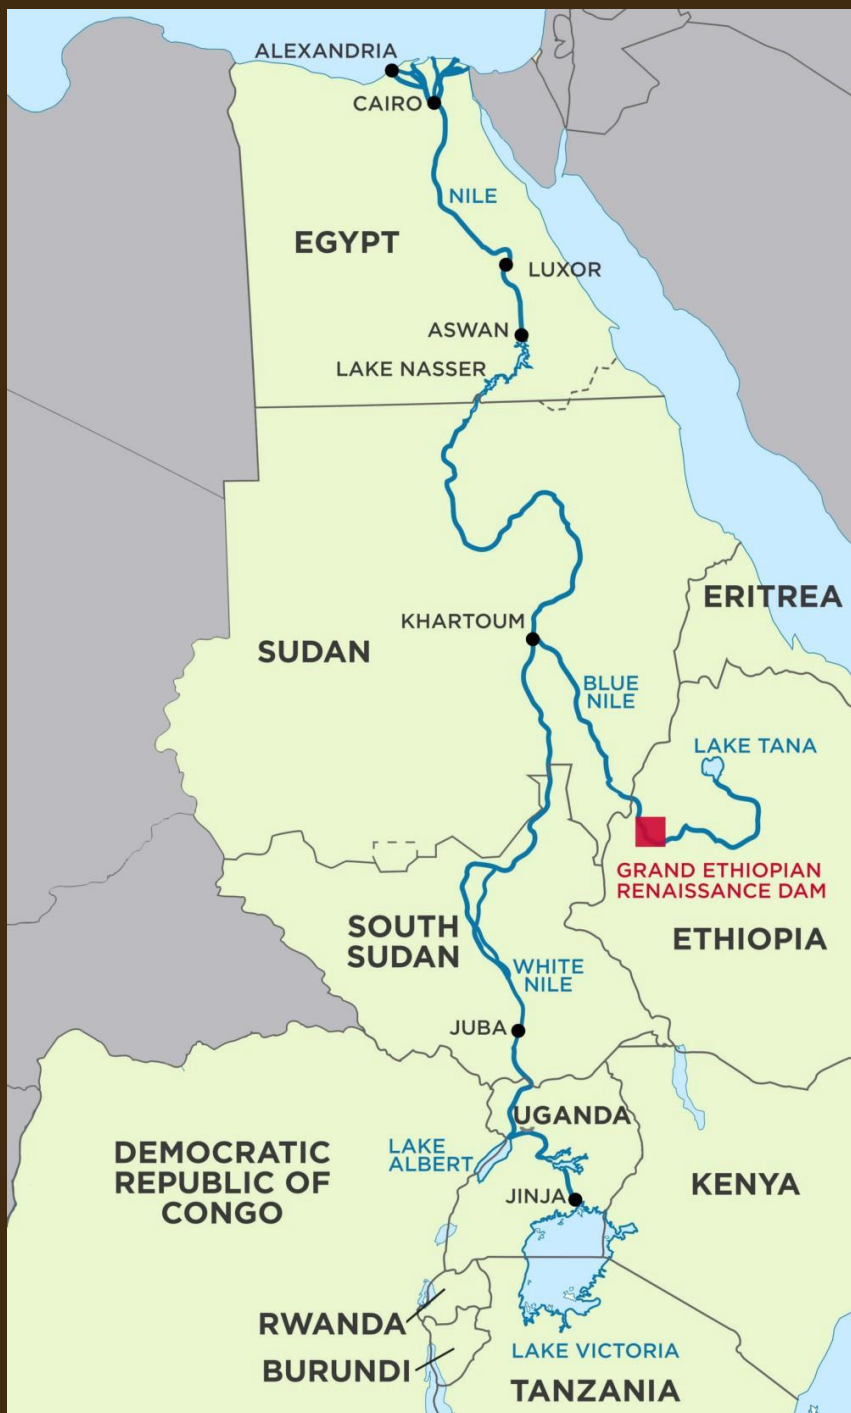 ALEXANDRIA
CAIRO
NILE
EGYPT
LUXOR
ASWAN
LAKE NASSER
ERITREA
KHARTOUM
SUDAN
BLUE
NILE
LAKE TANA
GRAND ETHIOPIAN
RENAISSANCE DAM
SOUTH
SUDAN
ETHIOPIA
WHITE
NILE
JUBA
UGANDA
LAKE
ALBERT
DEMOCRATIC
REPUBLIC OF
CONGO
KENYA
JINJA
RWANDA
LAKE VICTORIA
BURUNDI
TANZANIA